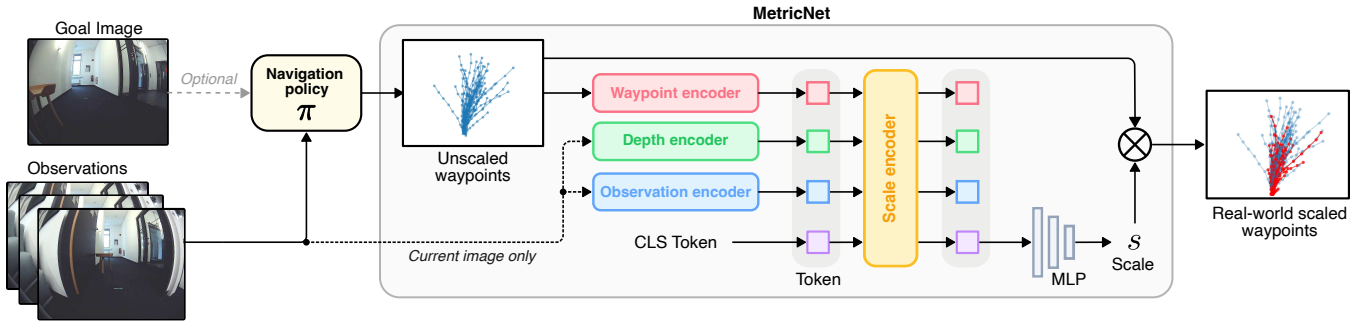 MetricNet
Goal Image
Optional
Navigation
policy
π
Observations
Unscaled
waypoints
Current image only
Waypoint encoder
Depth encoder
Observation encoder
CLS Token
Token
Scale encoder
MLP
s
Scale
Real-world scaled
waypoints